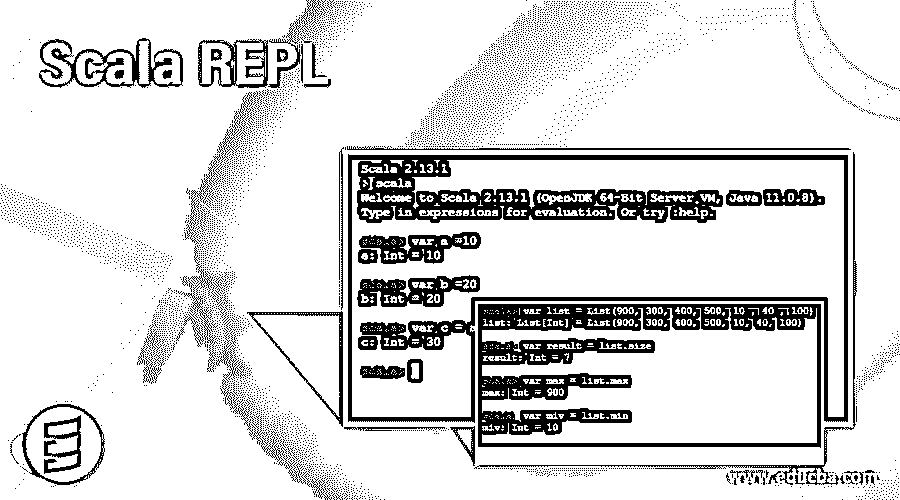 Scala REPL
Scala 2.13.1
> scala
Welcome to Scala 2.13.1 (OpenJDK 64-Bit Server VM, Java 11.0.8).
Type in expressions for evaluation. Or try :help.
scala> var a =10
a: Int = 10
scala> var b =20
b: Int = 20
scala> var c =
c: Int = 30
scala>
scala> var list = List(900, 300, 400, 500, 10 , 40 , 100)
list: List[Int] = List(900, 300, 400, 500, 10, 40, 100)
scala> var result = list.size
result: Int = 7
scala> var max = list.max
max: Int = 900
scala> var miv = list.min
miv: Int = 10
www.educba.com